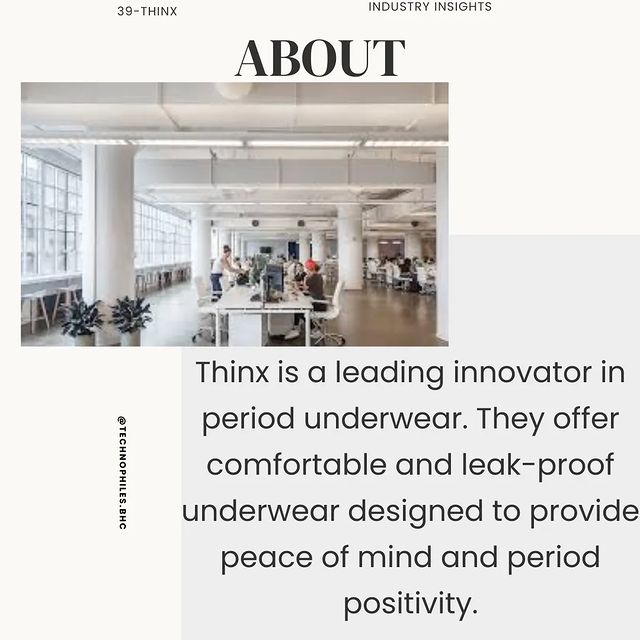 39-THINX
INDUSTRY INSIGHTS
ABOUT
Thinx is a leading innovator in
period underwear. They offer
comfortable and leak-proof
underwear designed to provide
peace of mind and period
positivity.
@TECHNOPHILES.BHC